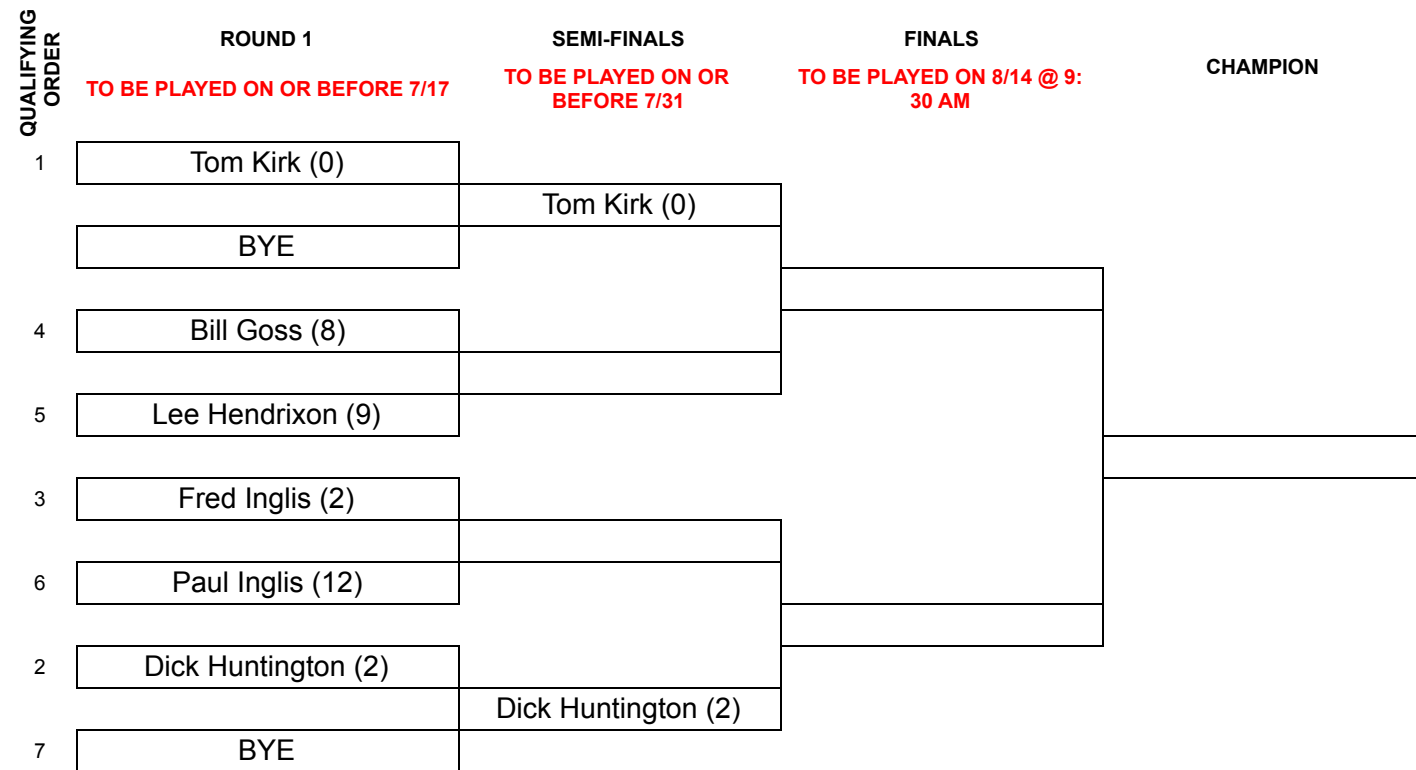 QUALIFYING
ORDER
ROUND 1
SEMI-FINALS
FINALS
CHAMPION
TO BE PLAYED ON OR BEFORE 7/17
TO BE PLAYED ON OR
BEFORE 7/31
TO BE PLAYED ON 8/14 @ 9:
30 AM
1
Tom Kirk (0)
Tom Kirk (0)
BYE
4
Bill Goss (8)
5
Lee Hendrixon (9)
3
Fred Inglis (2)
6
Paul Inglis (12)
2
Dick Huntington (2)
Dick Huntington (2)
7
BYE